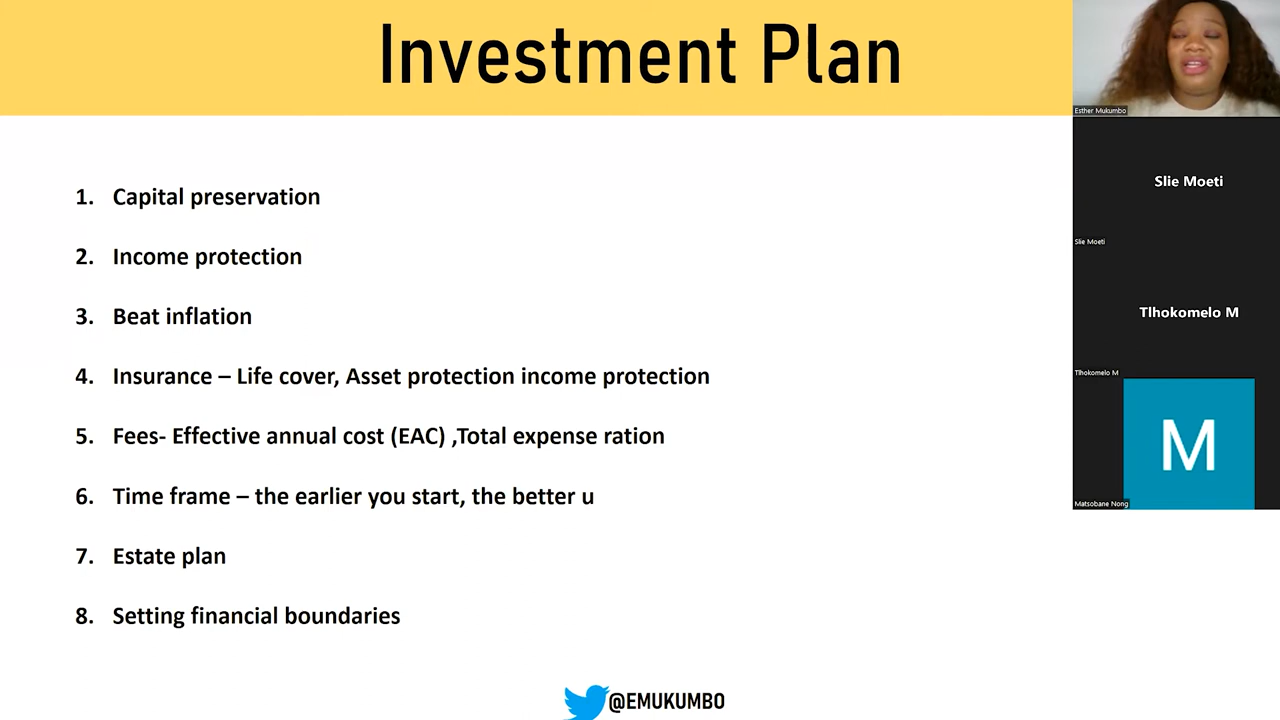 Investment Plan
1. Capital preservation
2. Income protection
3. Beat inflation
4. Insurance – Life cover, Asset protection income protection
5. Fees- Effective annual cost (EAC) ,Total expense ration
6. Time frame – the earlier you start, the better u
7. Estate plan
8. Setting financial boundaries
@EMUKUMBO
Esther Mukumbo
Slie Moeti
Slie Moeti
Tlhokomelo M
Tlhokomelo M
M
Matsobane Nong